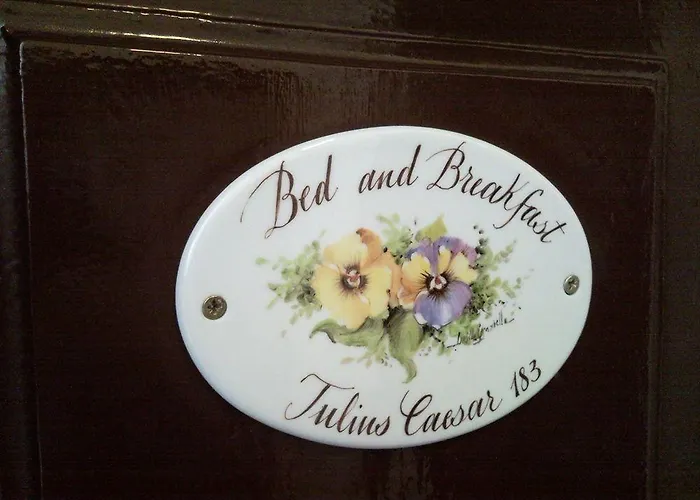 Bed and Breakfast
Julius Caesar 183